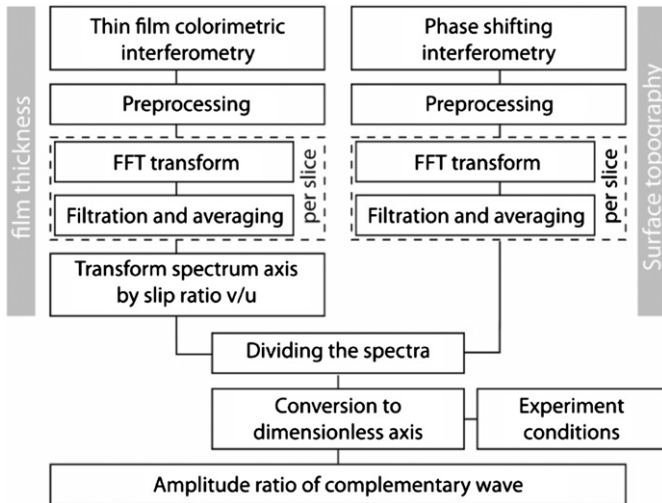 film thickness
Thin film colorimetric
interferometry
Preprocessing
FFT transform
Filtration and averaging
per slice
Transform spectrum axis
by slip ratio v/u
Phase shifting
interferometry
Preprocessing
FFT transform
Filtration and averaging
per slice
Surface topography
Dividing the spectra
Conversion to
dimensionless axis
Experiment
conditions
Amplitude ratio of complementary wave